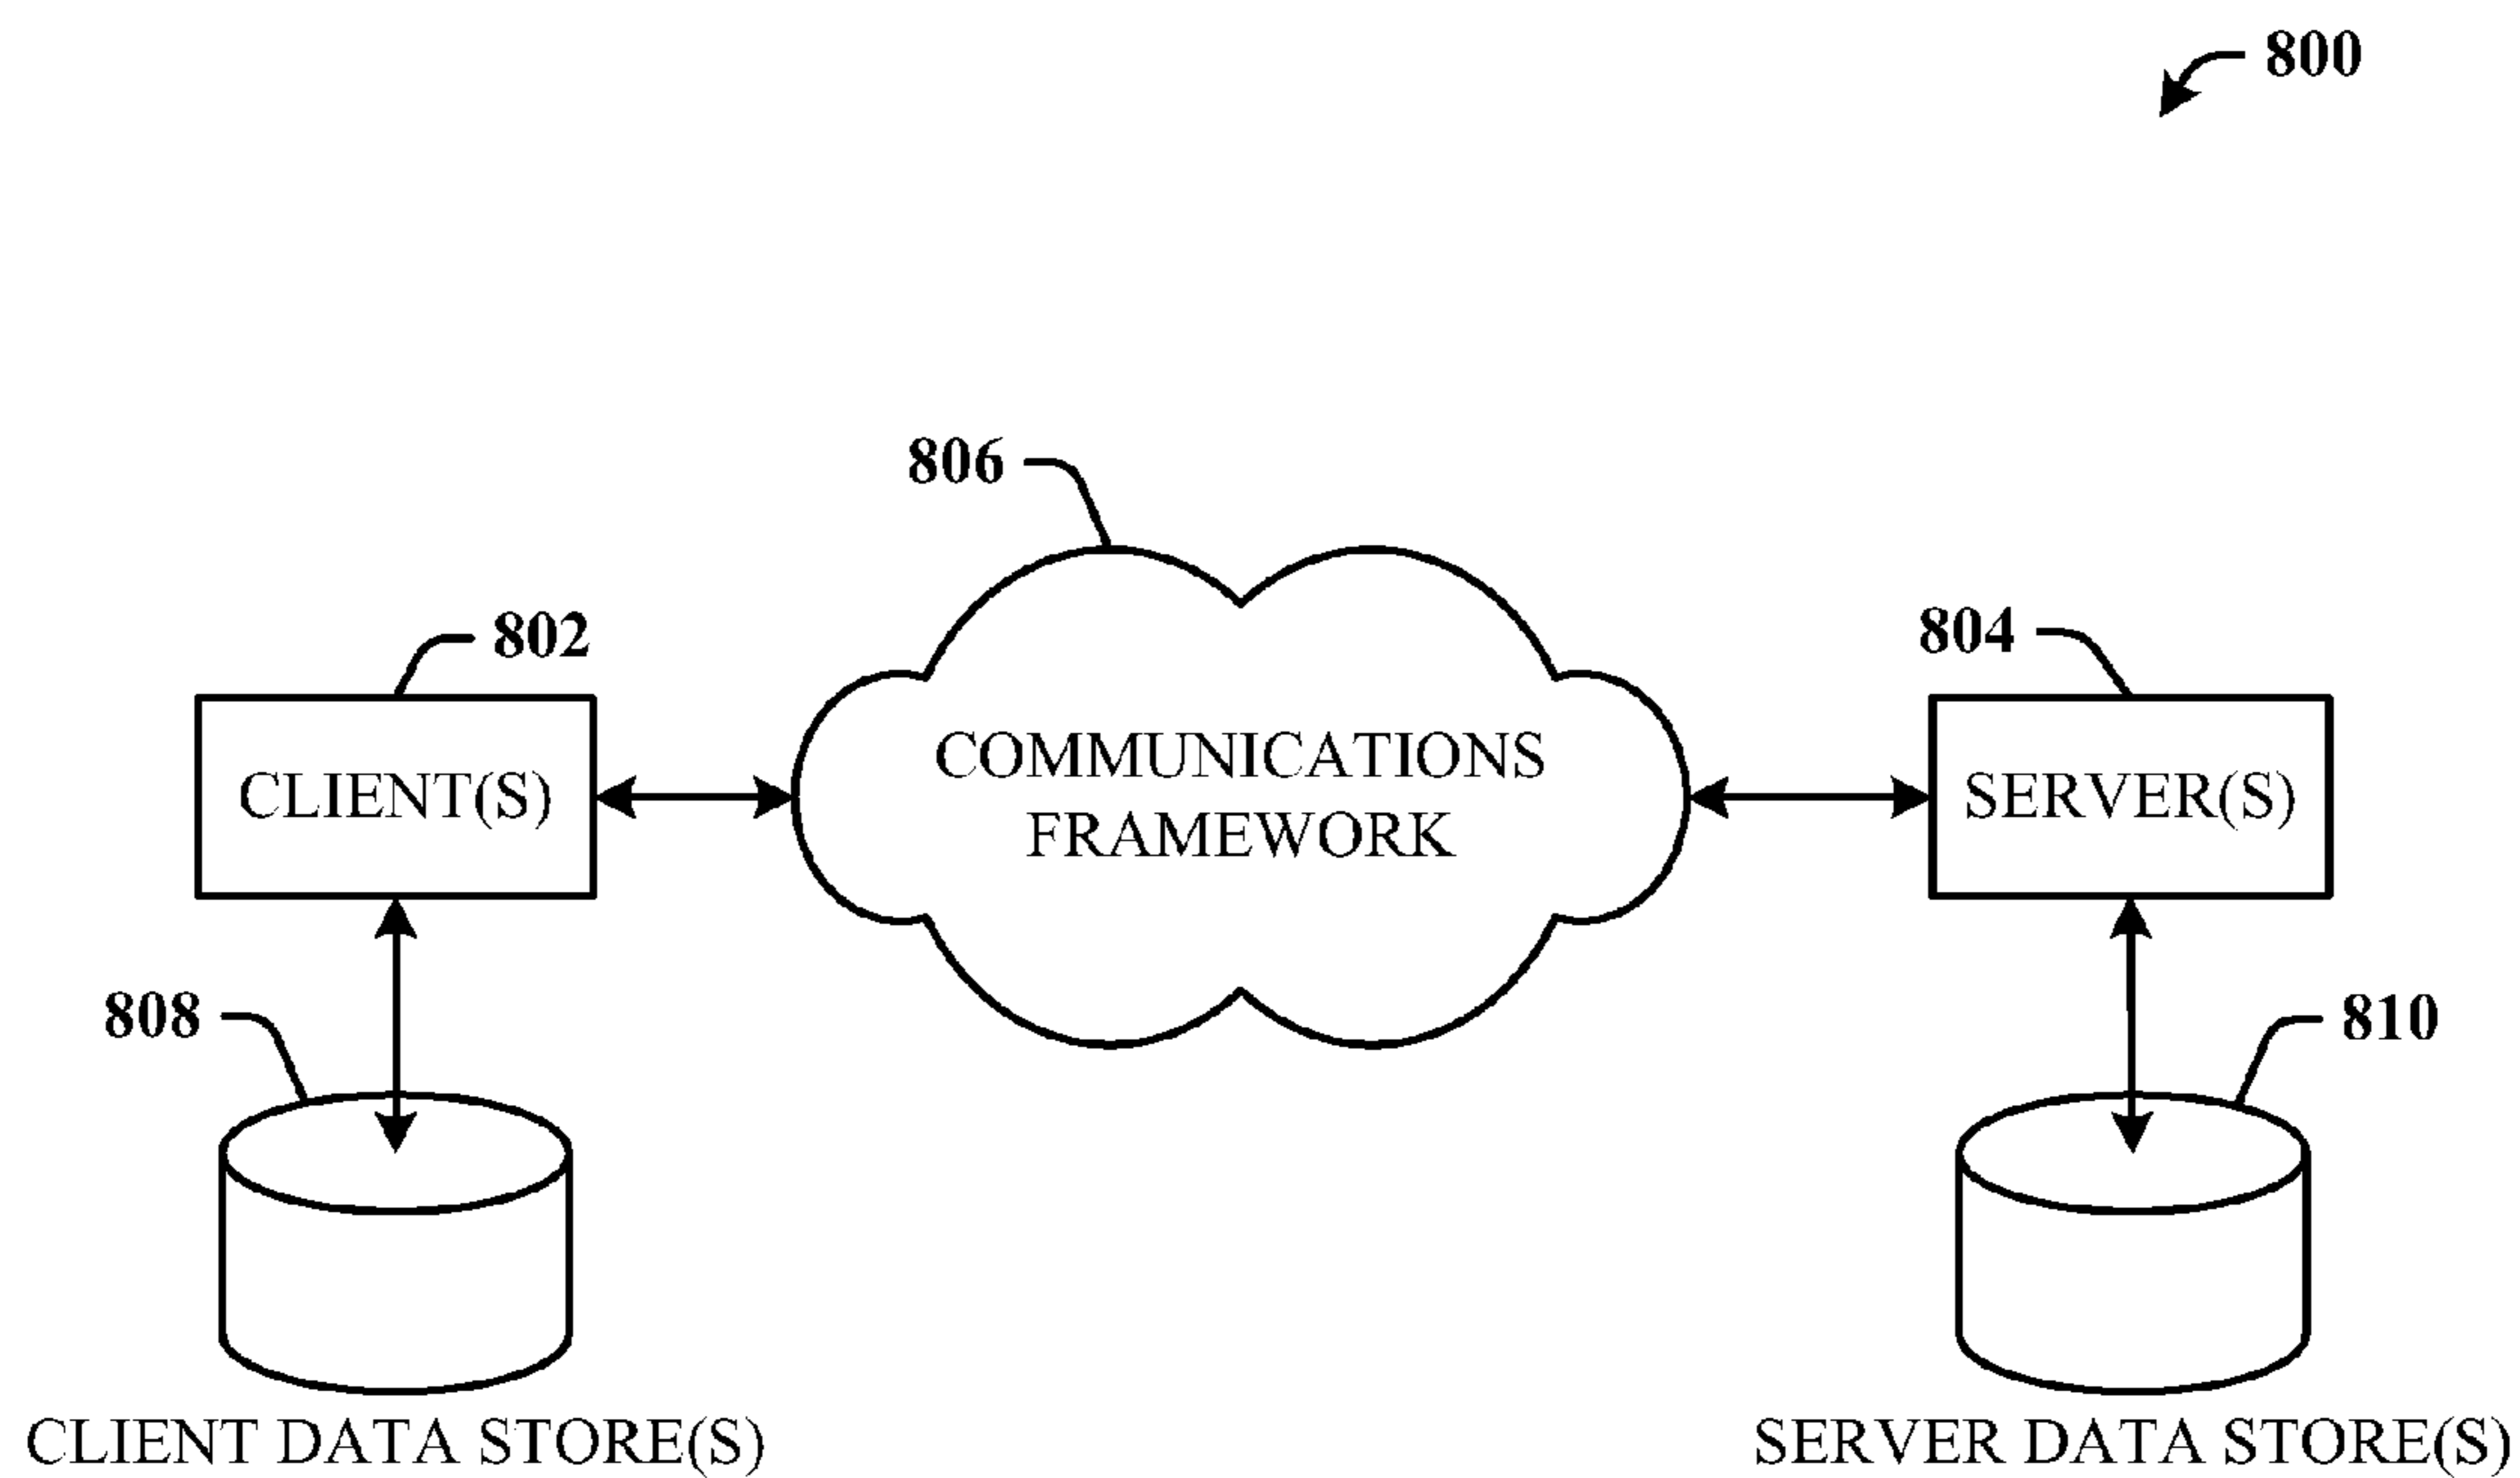 800
806
802
804
CLIENT(S)
COMMUNICATIONS
FRAMEWORK
SERVER(S)
808
810
CLIENT DATA STORE(S)
SERVER DATA STORE(S)